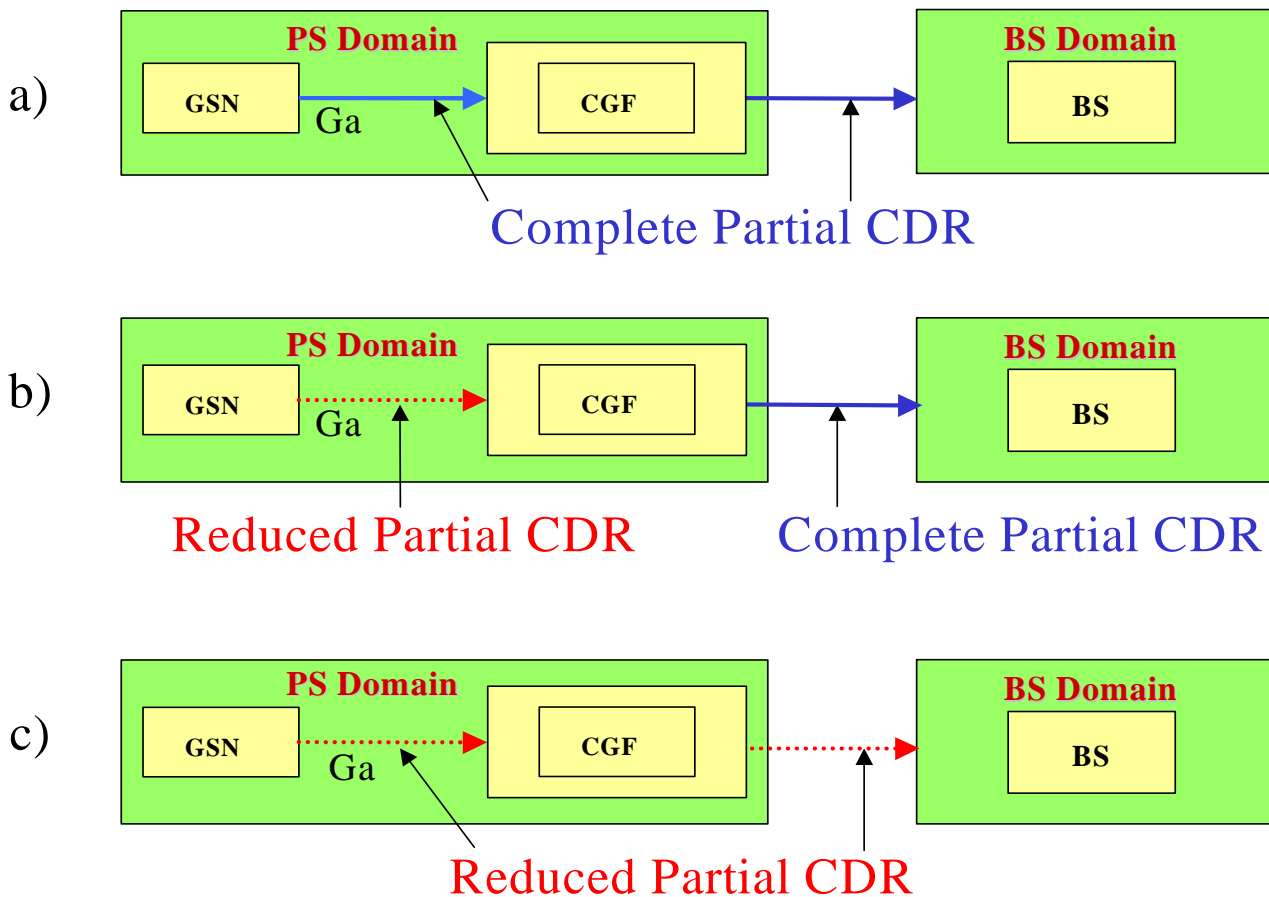 a)
PS Domain
GSN
Ga
CGF
BS Domain
BS
Complete Partial CDR
b)
PS Domain
GSN
Ga
CGF
BS Domain
BS
Reduced Partial CDR
Complete Partial CDR
c)
PS Domain
GSN
Ga
CGF
BS Domain
BS
Reduced Partial CDR